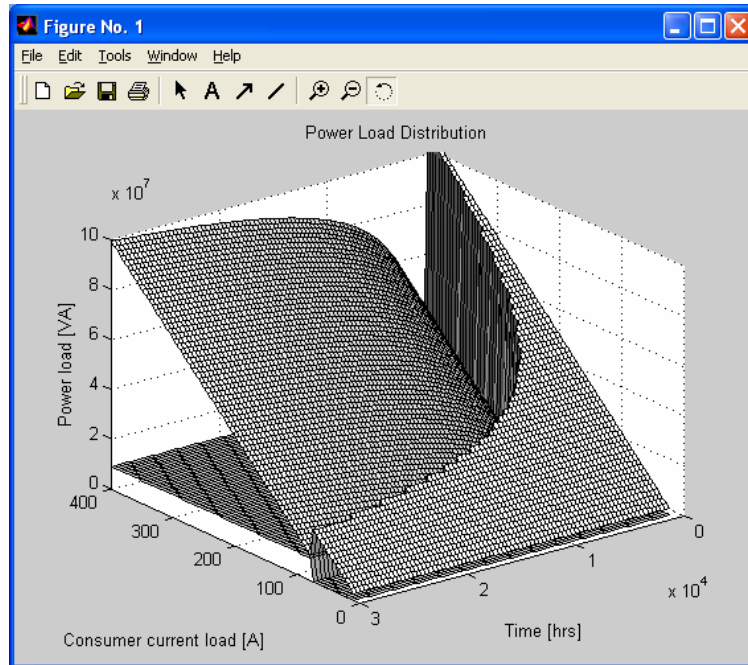 Figure No. 1
File Edit Tools Window Help
A
Power Load Distribution
x 10^7
10
8
6
4
2
0
Power load [VA]
400
300
200
100
0
Consumer current load [A]
3
2
1
0
x 10^4
Time [hrs]